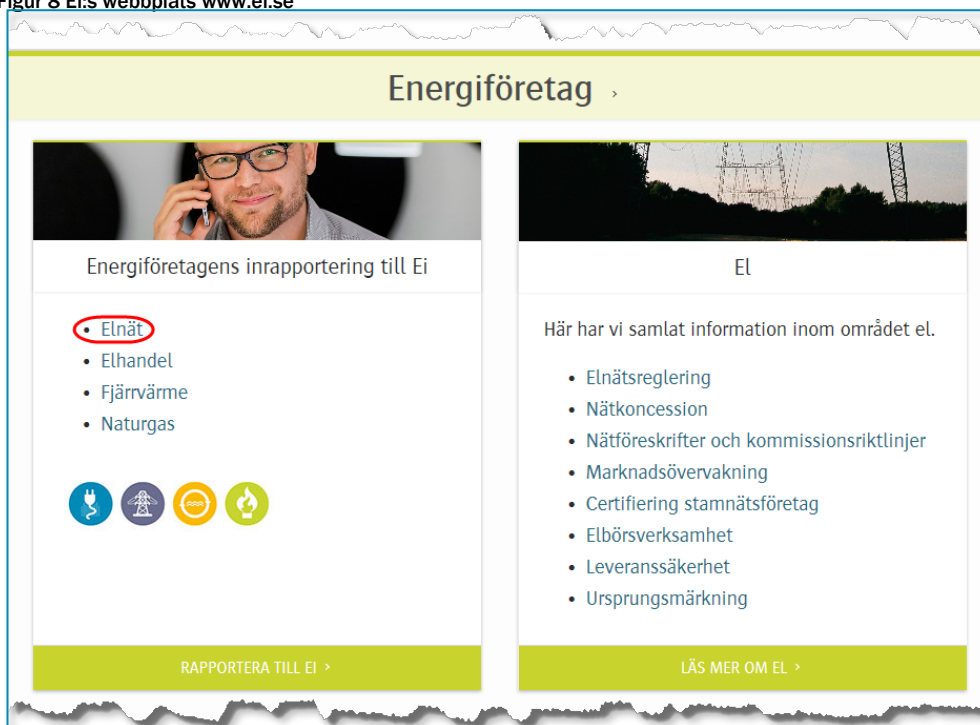 Figur 8 Ei:s webbplats www.ei.se
Energiföretag ›
Energiföretagens inrapportering till Ei
• Elnät
• Elhandel
• Fjärrvärme
• Naturgas
RAPPORTERA TILL EI ›
El
Här har vi samlat information inom området el.
• Elnätsreglering
• Nätkoncession
• Nätföreskrifter och kommissionsriktlinjer
• Marknadsövervakning
• Certifiering stamnätsföretag
• Elbörsverksamhet
• Leveranssäkerhet
• Ursprungsmärkning
LÄS MER OM EL ›